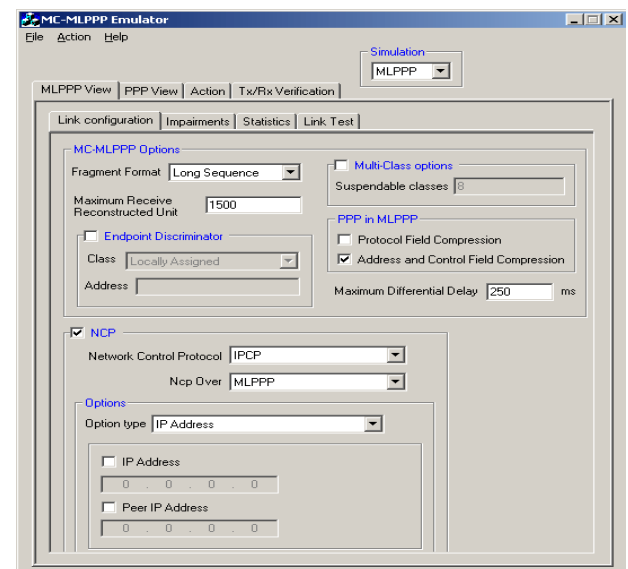 MC-MLPPP Emulator
File Action Help
Simulation
MLPPP
MLPPP View PPP View Action Tx/Rx Verification
Link configuration Impairments Statistics Link Test
MC-MLPPP Options
Fragment Format Long Sequence
Multi-Class options
Suspendable classes 8
Maximum Receive
Reconstructed Unit 1500
PPP in MLPPP
Protocol Field Compression
Address and Control Field Compression
Endpoint Discriminator
Class Locally Assigned
Address
Maximum Differential Delay 250 ms
NCP
Network Control Protocol IPCP
Ncp Over MLPPP
Options
Option type IP Address
IP Address
0 . 0 . 0 . 0
Peer IP Address
0 . 0 . 0 . 0